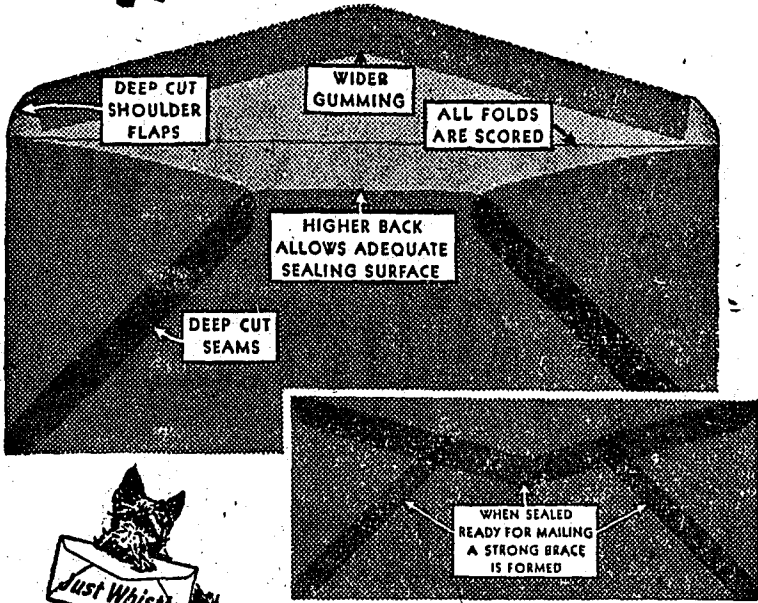 DEEP CUT
SHOULDER
FLAPS
WIDER
GUMMING
ALL FOLDS
ARE SCORED
HIGHER BACK
ALLOWS ADEQUATE
SEALING SURFACE
DEEP CUT
SEAMS
WHEN SEALED
READY FOR MAILING
A STRONG BRACE
IS FORMED
Just